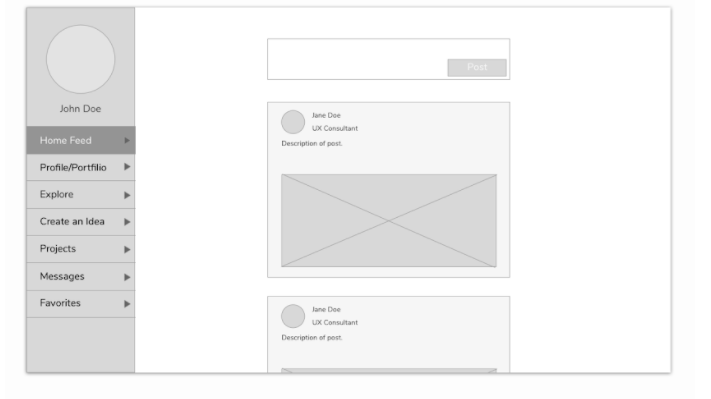 John Doe
Home Feed
Profile/Portfilio
Explore
Create an Idea
Projects
Messages
Favorites
Post
Jane Doe
UX Consultant
Description of post.
Jane Doe
UX Consultant
Description of post.